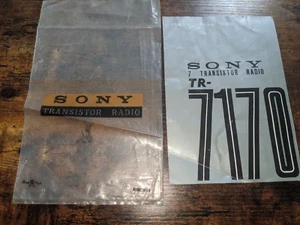 SONY
TRANSISTOR RADIO
SONY
7 TRANSISTOR RADIO
TR-
7170